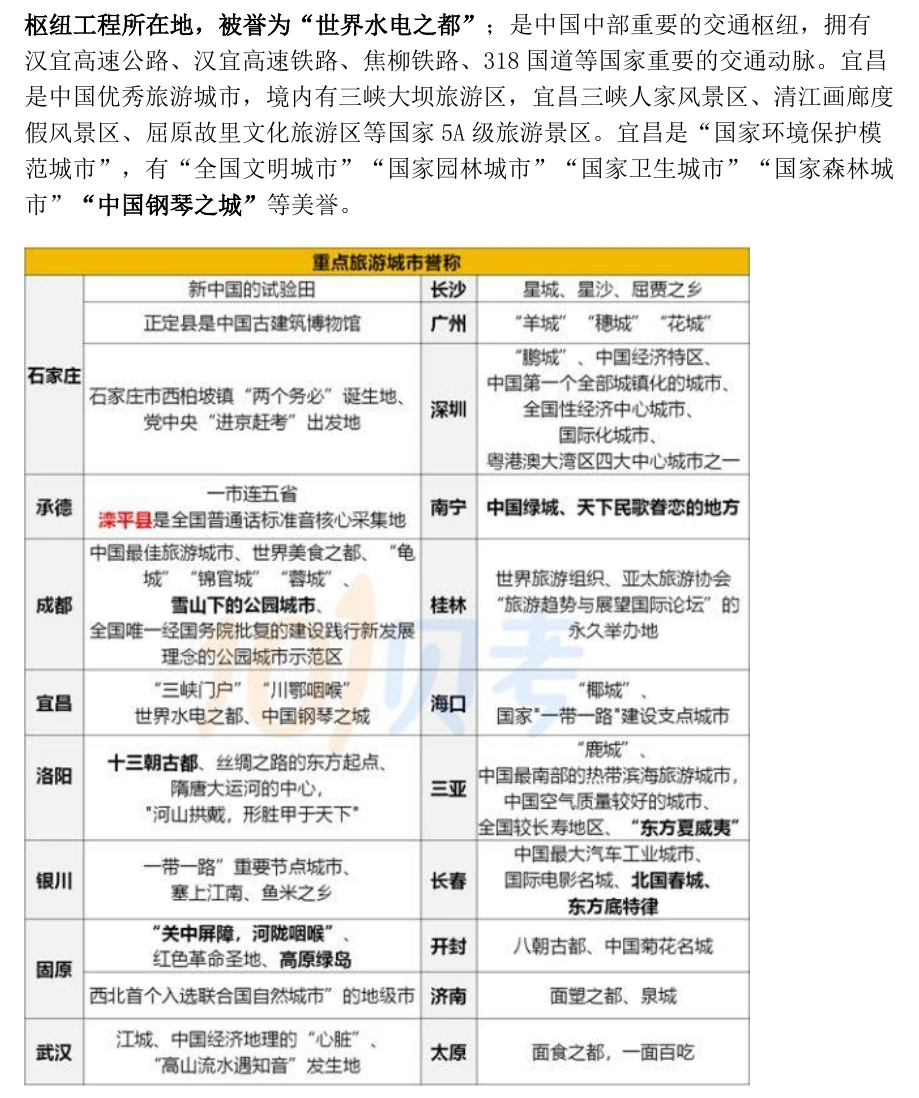 枢纽工程所在地，被誉为“世界水电之都”；是中国中部重要的交通枢纽，拥有
汉宜高速公路、汉宜高速铁路、焦柳铁路、318 国道等国家重要的交通动脉。宜昌
是中国优秀旅游城市，境内有三峡大坝旅游区，宜昌三峡人家风景区、清江画廊度
假风景区、屈原故里文化旅游区等国家 5A 级旅游景区。宜昌是“国家环境保护模
范城市”，有“全国文明城市”“国家园林城市”“国家卫生城市”“国家森林城
市”“中国钢琴之城”等美誉。
重点旅游城市誉称
石家庄
新中国的试验田
正定县是中国古建筑博物馆
石家庄市西柏坡镇“两个务必”诞生地、
党中央“进京赶考”出发地
长沙
星城、星沙、屈贾之乡
广州
“羊城”“穗城”“花城”
深圳
“鹏城”、中国经济特区、
中国第一个全部城镇化的城市、
全国性经济中心城市、
国际化城市、
粤港澳大湾区四大中心城市之一
承德
一市连五省
滦平县是全国普通话标准音核心采集地
南宁
中国绿城、天下民歌眷恋的地方
成都
中国最佳旅游城市、世界美食之都、“龟
城”“锦官城”“蓉城”、
雪山下的公园城市、
全国唯一经国务院批复的建设践行新发展
理念的公园城市示范区
桂林
世界旅游组织、亚太旅游协会
“旅游趋势与展望国际论坛”的
永久举办地
宜昌
“三峡门户”“川鄂咽喉”
世界水电之都、中国钢琴之城
海口
“椰城”、
国家"一带一路"建设支点城市
洛阳
十三朝古都、丝绸之路的东方起点、
隋唐大运河的中心，
"河山拱戴，形胜甲于天下"
三亚
“鹿城”、
中国最南部的热带滨海旅游城市，
中国空气质量较好的城市、
全国较长寿地区、“东方夏威夷”
银川
一带一路”重要节点城市、
塞上江南、鱼米之乡
长春
中国最大汽车工业城市、
国际电影名城、北国春城、
东方底特律
固原
“关中屏障，河陇咽喉”、
红色革命圣地、高原绿岛
西北首个入选联合国自然城市”的地级市
开封
八朝古都、中国菊花名城
济南
面塑之都、泉城
武汉
江城、中国经济地理的“心脏”、
“高山流水遇知音”发生地
太原
面食之都，一面百吃
101贝考